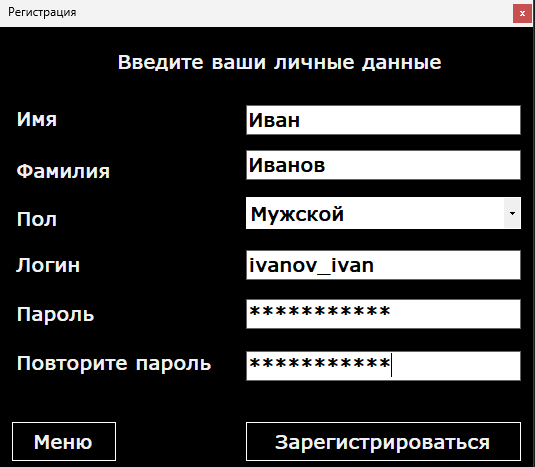 Регистрация x
Введите ваши личные данные
Имя Иван
Фамилия Иванов
Пол Мужской
Логин ivanov_ivan
Пароль ***********
Повторите пароль ***********
Меню Зарегистрироваться